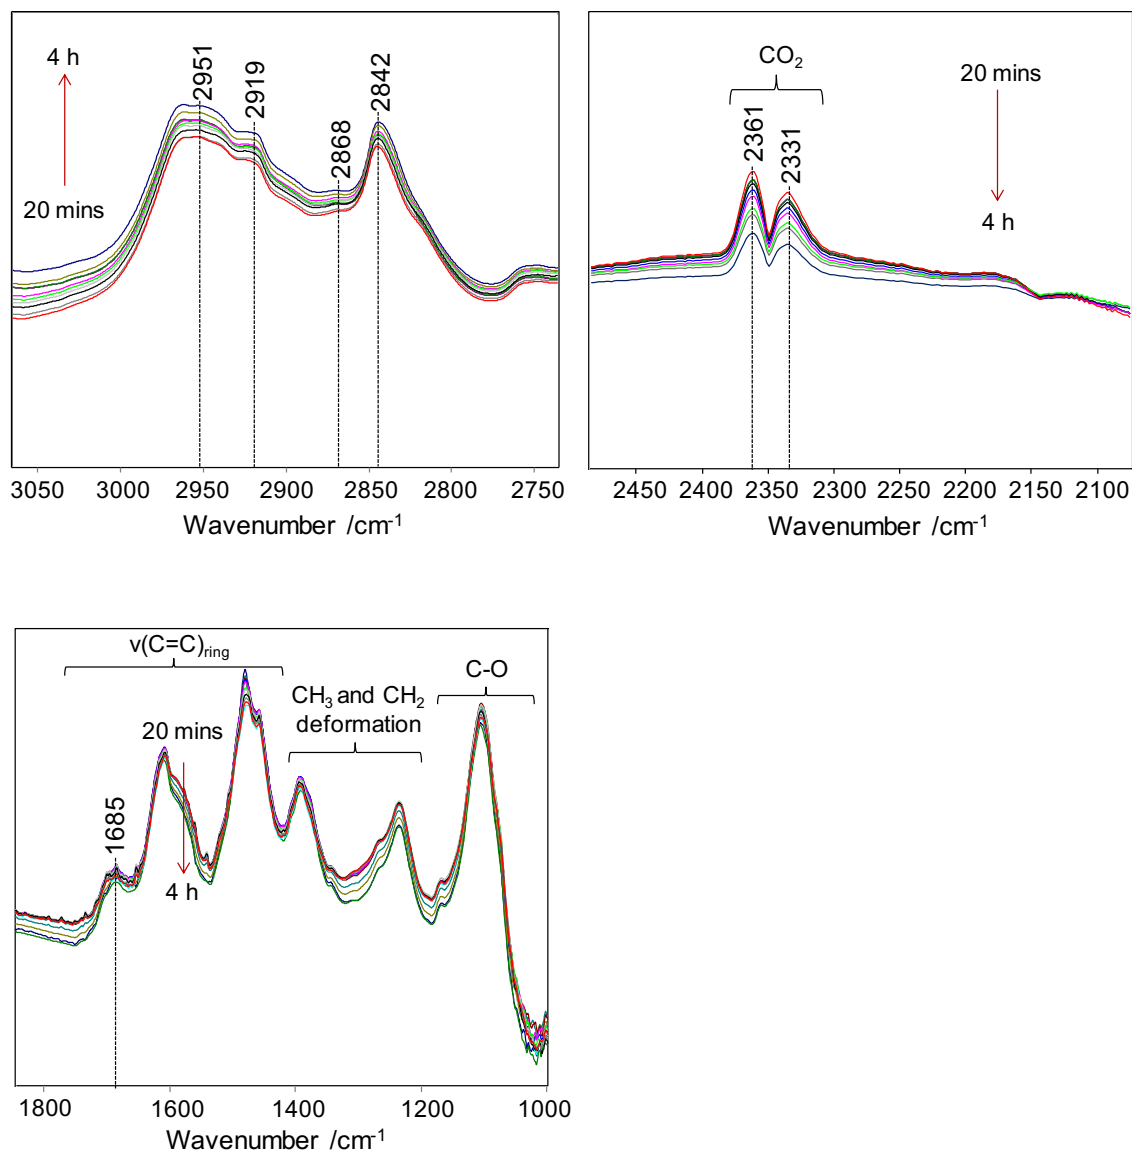 4 h
20 mins
2951
2919
2868
2842
3050 3000 2950 2900 2850 2800 2750
Wavenumber /cm-1
CO2
2361
2331
20 mins
4 h
2450 2400 2350 2300 2250 2200 2150 2100
Wavenumber /cm-1
v(C=C)ring
C-O
CH3 and CH2
deformation
20 mins
1685
4 h
1800 1600 1400 1200 1000
Wavenumber /cm-1